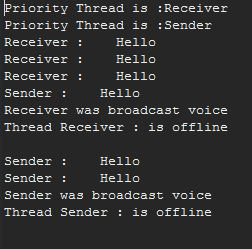 Priority Thread is :Receiver
Priority Thread is :Sender
Receiver :    Hello
Receiver :    Hello
Receiver :    Hello
Sender :    Hello
Receiver was broadcast voice
Thread Receiver : is offline
Sender :    Hello
Sender :    Hello
Sender was broadcast voice
Thread Sender : is offline